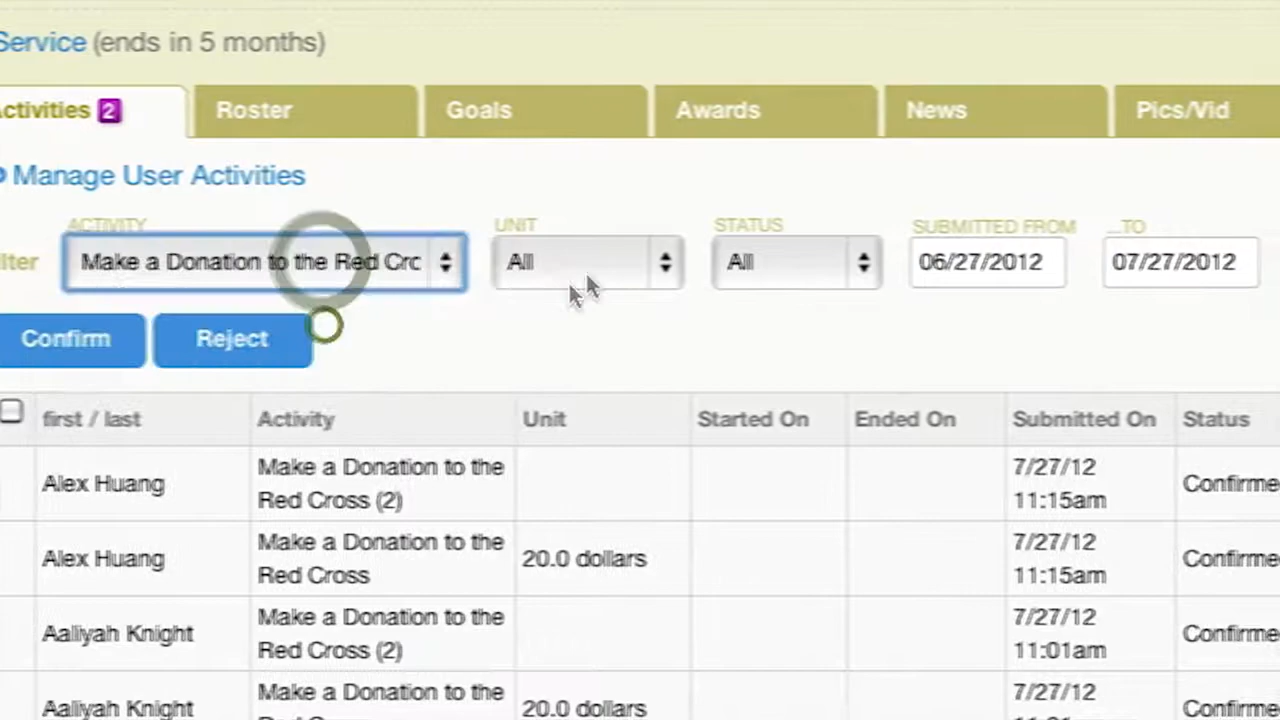 Service (ends in 5 months)
ctivities 2 Roster Goals Awards News Pics/Vid
Manage User Activities
ACTIVITY UNIT STATUS SUBMITTED FROM ...TO
lter Make a Donation to the Red Crc All All 06/27/2012 07/27/2012
Confirm Reject
first / last Activity Unit Started On Ended On Submitted On Status
Alex Huang Make a Donation to the Red Cross (2) 7/27/12 11:15am Confirme
Alex Huang Make a Donation to the Red Cross 20.0 dollars 7/27/12 11:15am Confirme
Aaliyah Knight Make a Donation to the Red Cross (2) 7/27/12 11:01am Confirme
Aaliyah Knight Make a Donation to the 20.0 dollars 7/27/12 Confirme